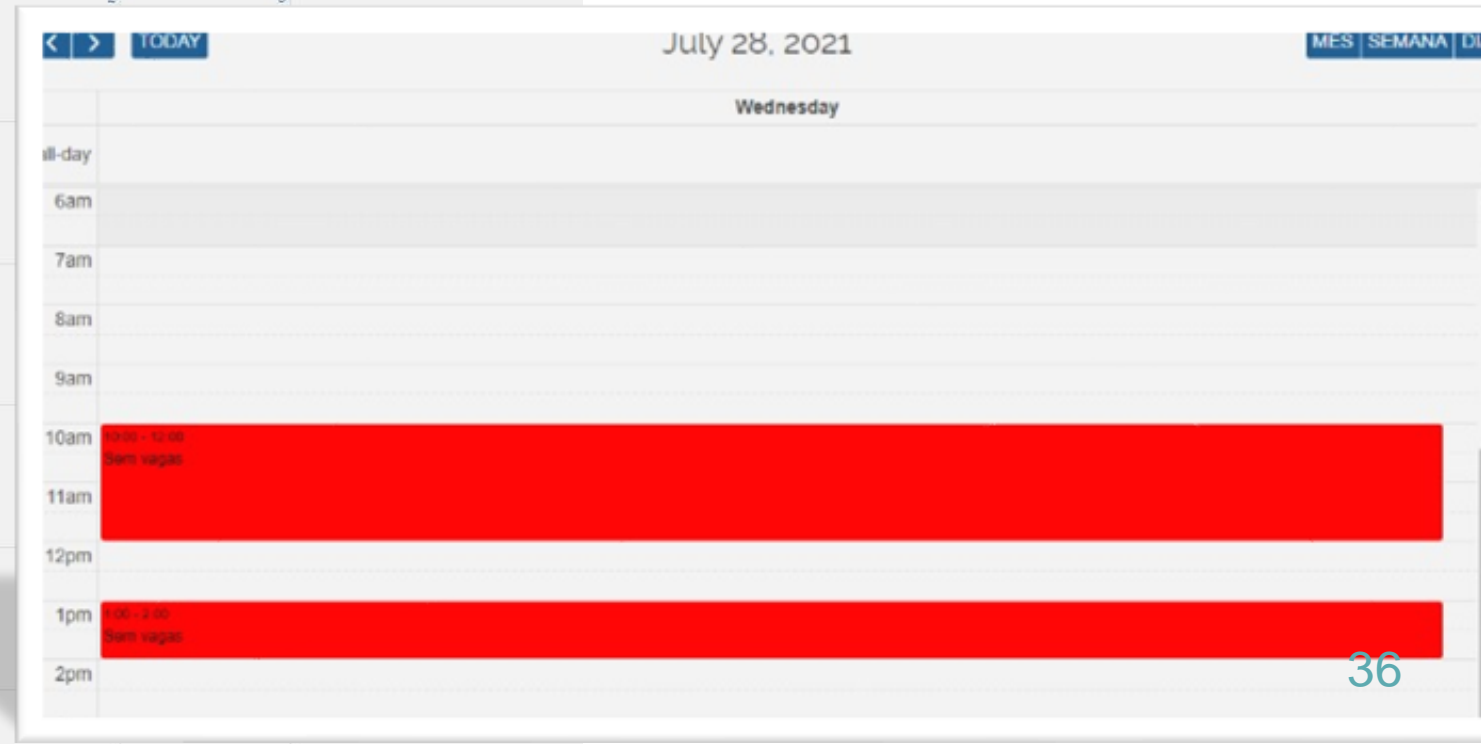 TODAY
July 28, 2021
MES SEMANA
Wednesday
all-day
6am
7am
8am
9am
10am
10:00 - 12:00
Sem vagas
11am
12pm
1pm
1:00 - 2:00
Sem vagas
2pm
36